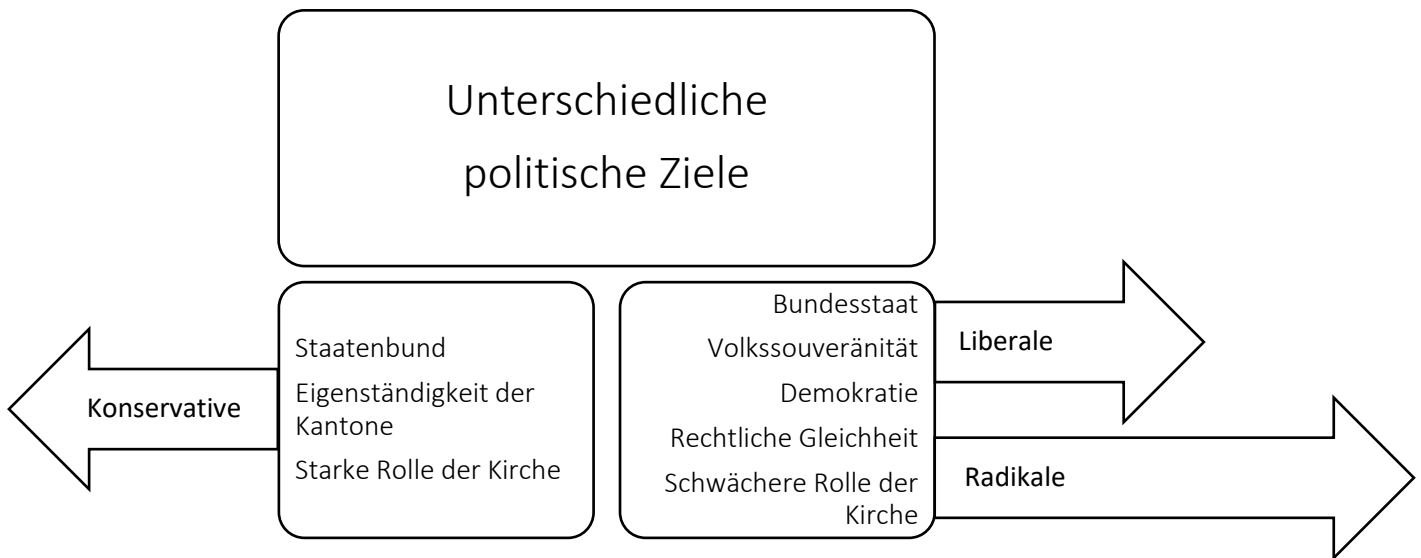 Unterschiedliche
politische Ziele
Konservative
Staatenbund
Eigenständigkeit der
Kantone
Starke Rolle der Kirche
Bundesstaat
Volkssouveränität
Demokratie
Rechtliche Gleichheit
Schwächere Rolle der
Kirche
Liberale
Radikale